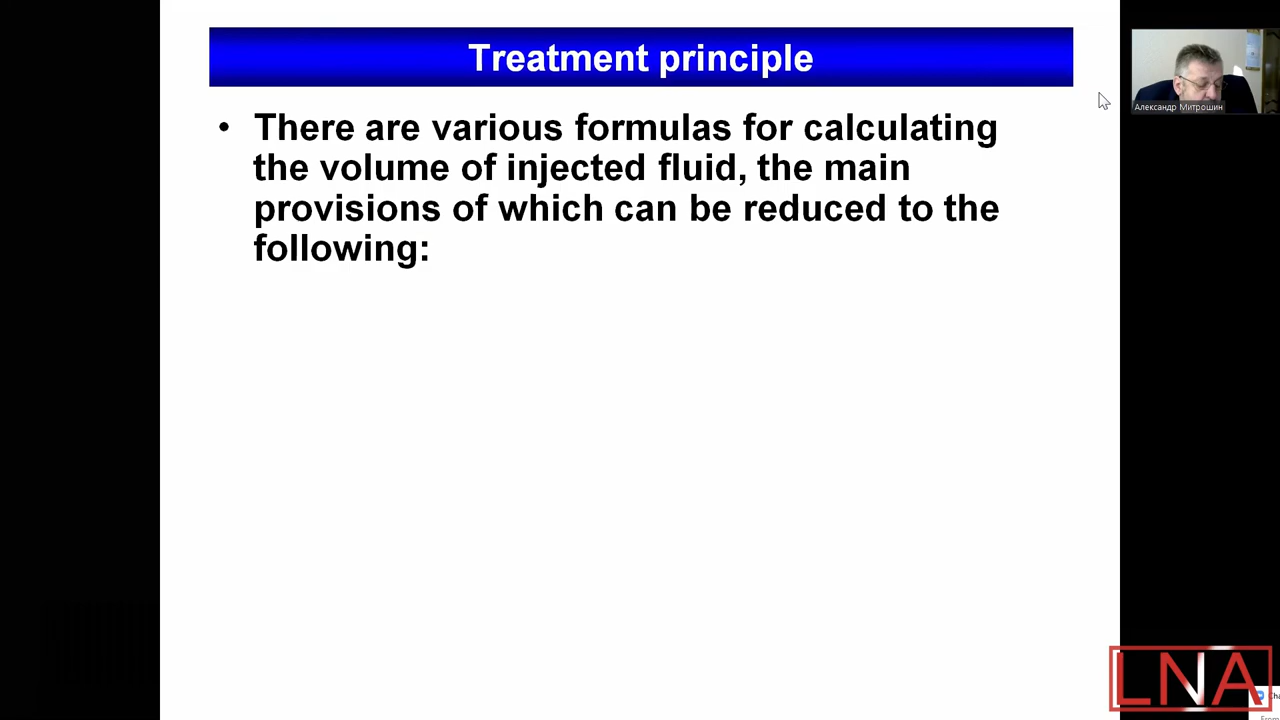 Treatment principle
• There are various formulas for calculating
the volume of injected fluid, the main
provisions of which can be reduced to the
following:
Александр Митрошин
LNA